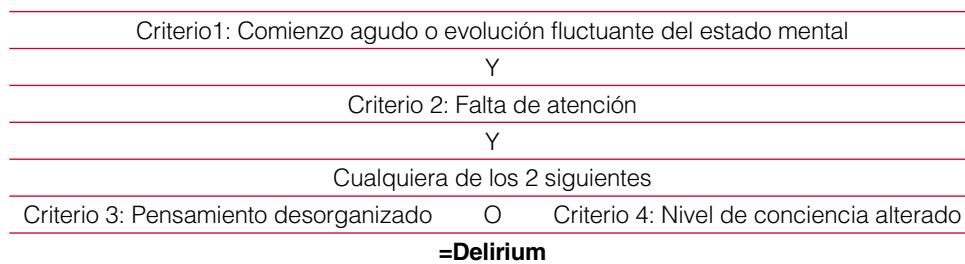 Criterio1: Comienzo agudo o evolución fluctuante del estado mental
Y
Criterio 2: Falta de atención
Y
Cualquiera de los 2 siguientes
Criterio 3: Pensamiento desorganizado O Criterio 4: Nivel de conciencia alterado
=Delirium